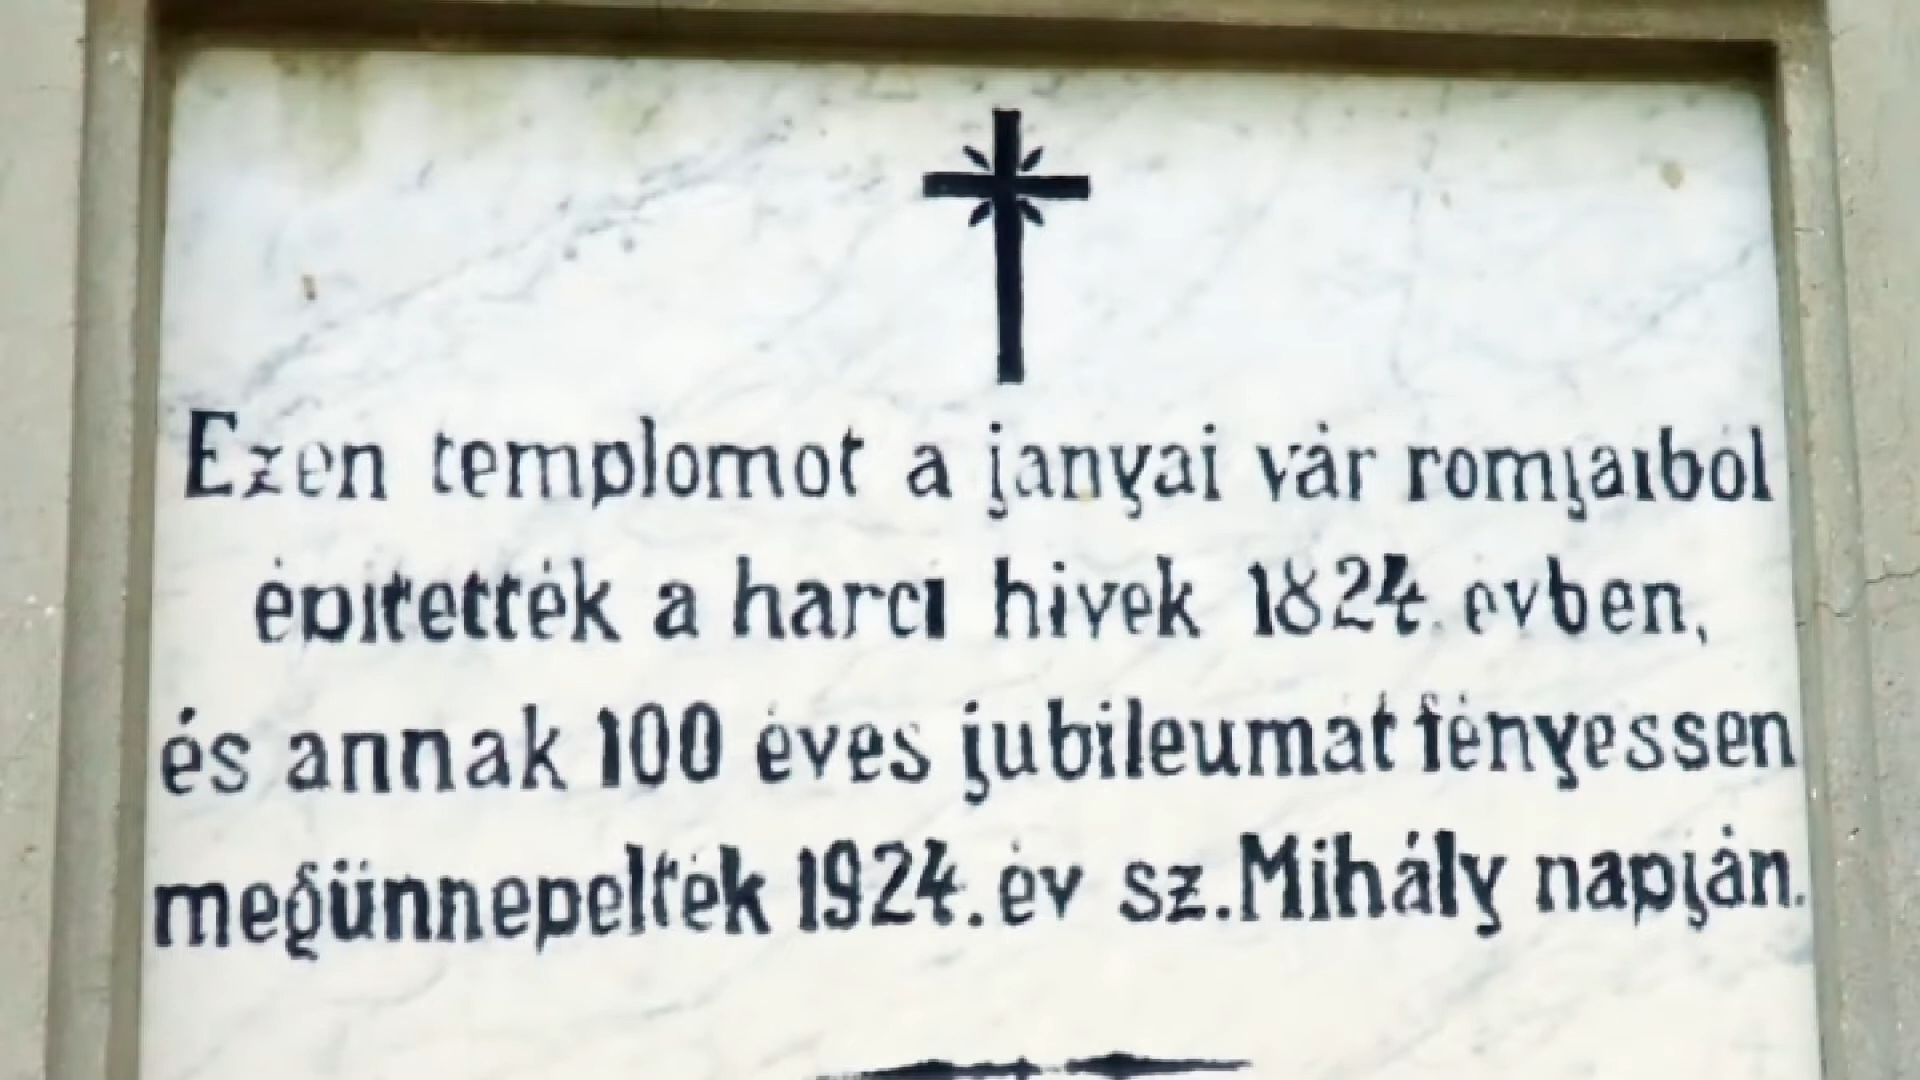 Ezen templomot a janyai vár romjaiból
építették a harci hivek 1824. évben,
és annak 100 éves jubileumát fényessen
megünnepelték 1924. év sz. Mihály napján.